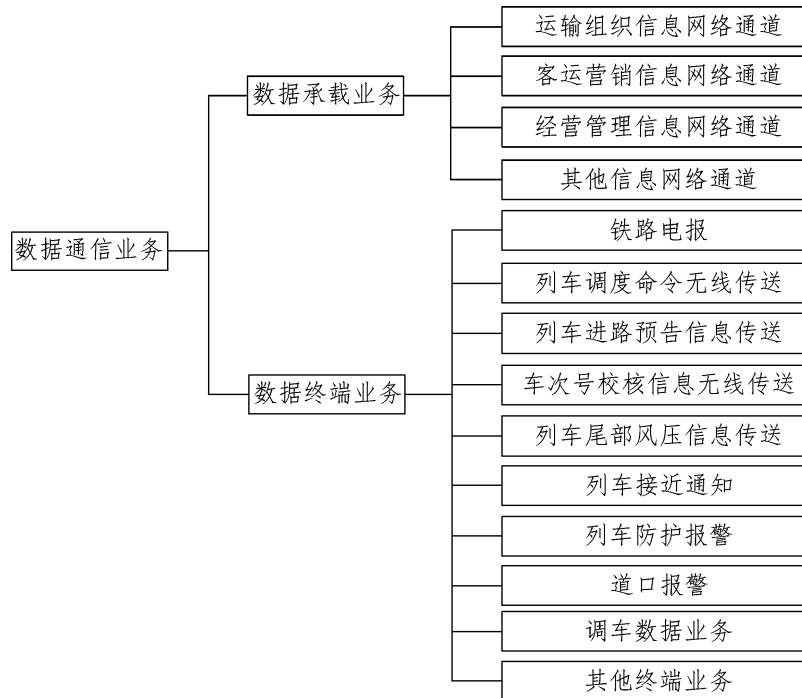 数据通信业务
数据承载业务
运输组织信息网络通道
客运营销信息网络通道
经营管理信息网络通道
其他信息网络通道
数据终端业务
铁路电报
列车调度命令无线传送
列车进路预告信息传送
车次号校核信息无线传送
列车尾部风压信息传送
列车接近通知
列车防护报警
道口报警
调车数据业务
其他终端业务